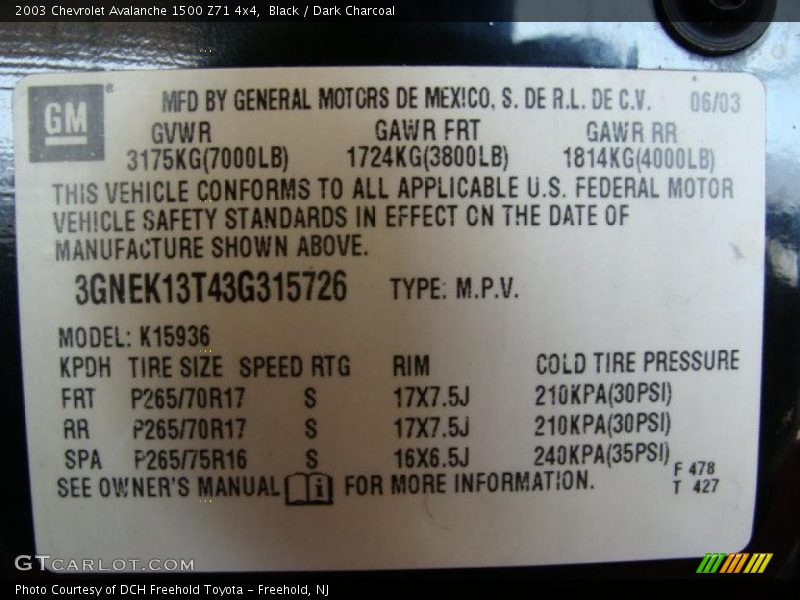 2003 Chevrolet Avalanche 1500 Z71 4x4,  Black / Dark Charcoal
GM®
MFD BY GENERAL MOTORS DE MEXICO, S. DE R.L. DE C.V. 06/03
GVWR GAWR FRT GAWR RR
3175KG(7000LB) 1724KG(3800LB) 1814KG(4000LB)
THIS VEHICLE CONFORMS TO ALL APPLICABLE U.S. FEDERAL MOTOR
VEHICLE SAFETY STANDARDS IN EFFECT ON THE DATE OF
MANUFACTURE SHOWN ABOVE.
3GNEK13T43G315726 TYPE: M.P.V.
MODEL: K15936
KPDH TIRE SIZE SPEED RTG RIM COLD TIRE PRESSURE
FRT P265/70R17 S 17X7.5J 210KPA(30PSI)
RR P265/70R17 S 17X7.5J 210KPA(30PSI)
SPA P265/75R16 S 16X6.5J 240KPA(35PSI)
F 478
SEE OWNER'S MANUAL i FOR MORE INFORMATION.
T 427
GTCARLOT.COM
Photo Courtesy of DCH Freehold Toyota - Freehold, NJ